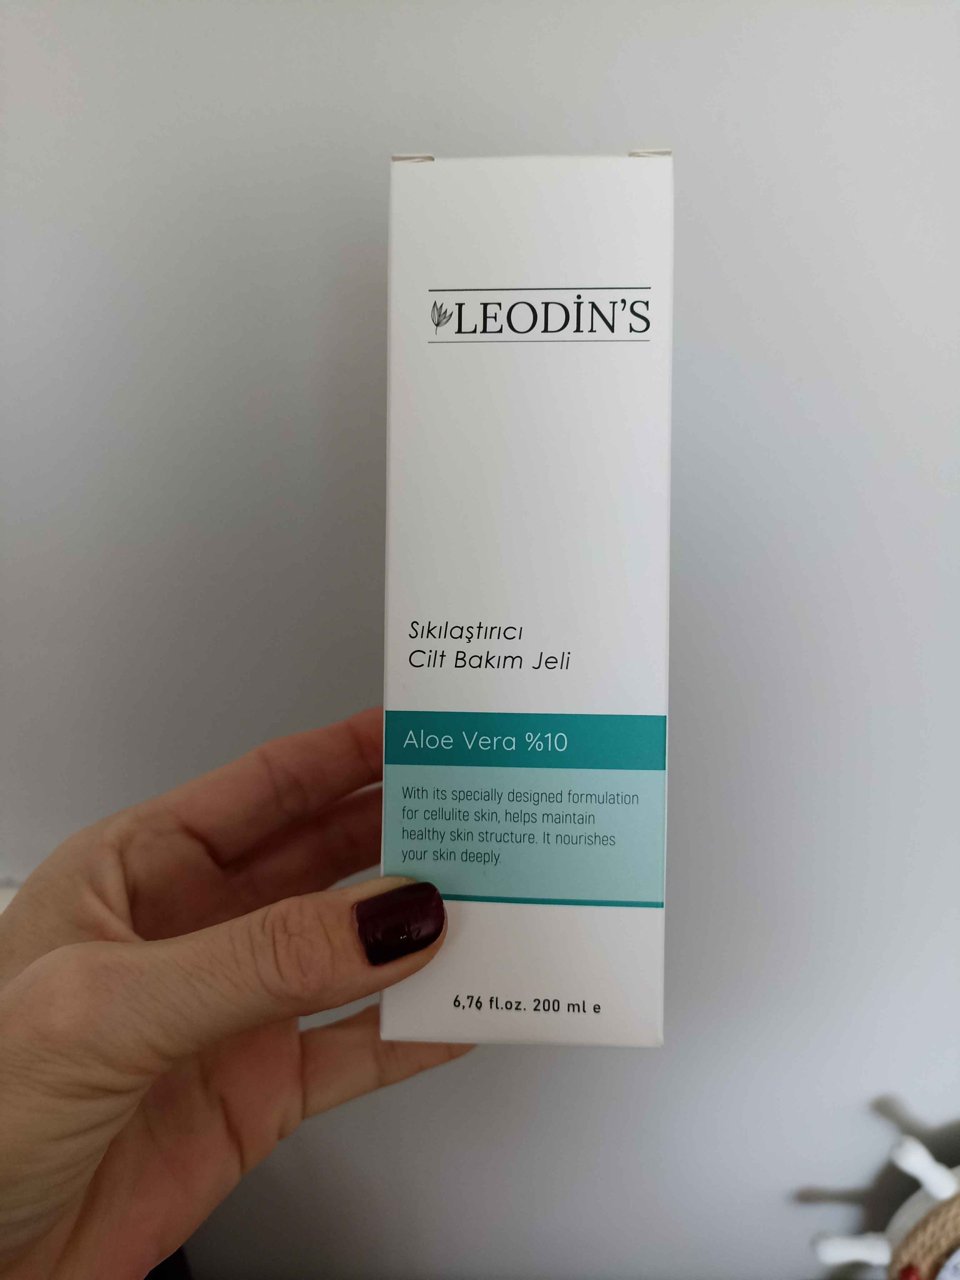 LEODİN'S
Sıkılaştırıcı
Cilt Bakım Jeli
Aloe Vera %10
With its specially designed formulation
for cellulite skin, helps maintain
healthy skin structure. It nourishes
your skin deeply.
6,76 fl.oz. 200 ml e